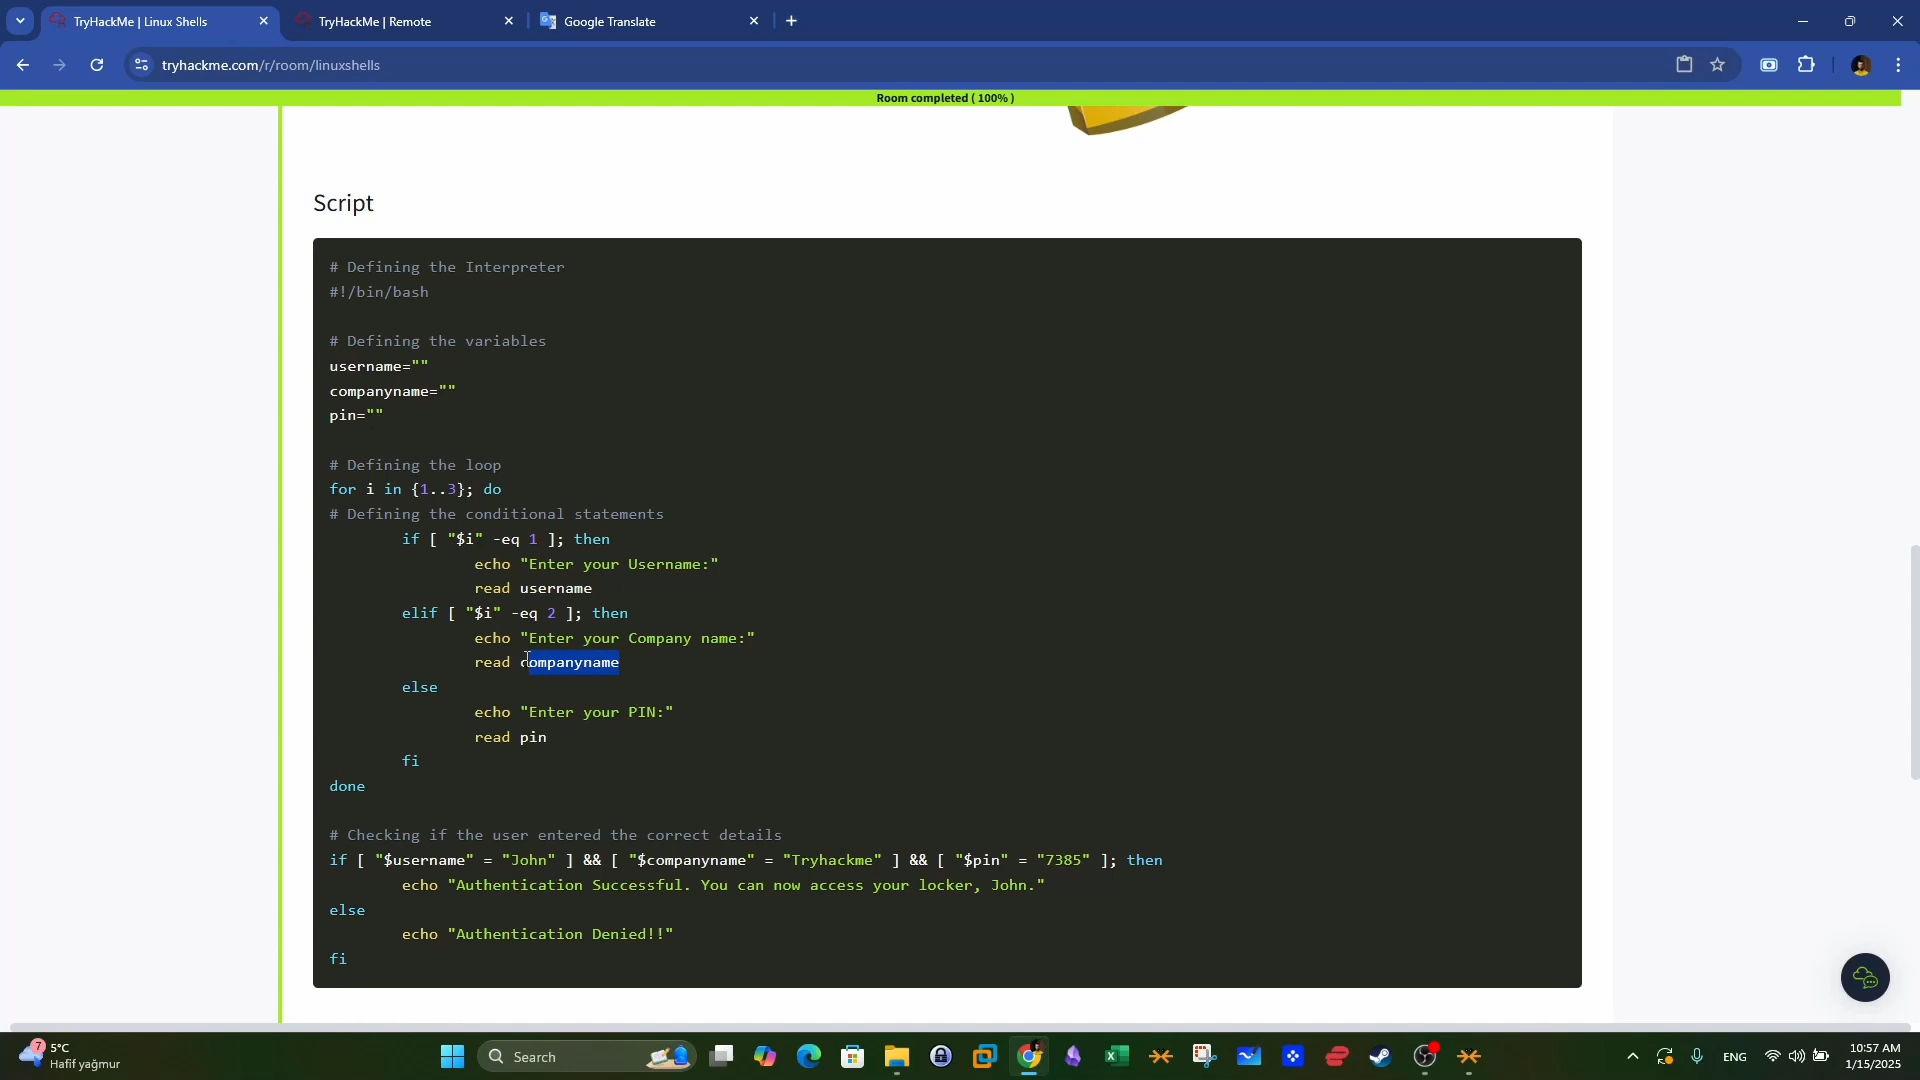 TryHackMe | Linux Shells
TryHackMe | Remote
Google Translate
tryhackme.com/r/room/linuxshells
Room completed ( 100% )
Script
# Defining the Interpreter
#!/bin/bash
# Defining the variables
username=""
companyname=""
pin=""
# Defining the loop
for i in {1..3}; do
# Defining the conditional statements
if [ "$i" -eq 1 ]; then
echo "Enter your Username:"
read username
elif [ "$i" -eq 2 ]; then
echo "Enter your Company name:"
read companyname
else
echo "Enter your PIN:"
read pin
fi
done
# Checking if the user entered the correct details
if [ "$username" = "John" ] && [ "$companyname" = "Tryhackme" ] && [ "$pin" = "7385" ]; then
echo "Authentication Successful. You can now access your locker, John."
else
echo "Authentication Denied!!"
fi
7
5°C
Hafif yağmur
Search
ENG
10:57 AM
1/15/2025